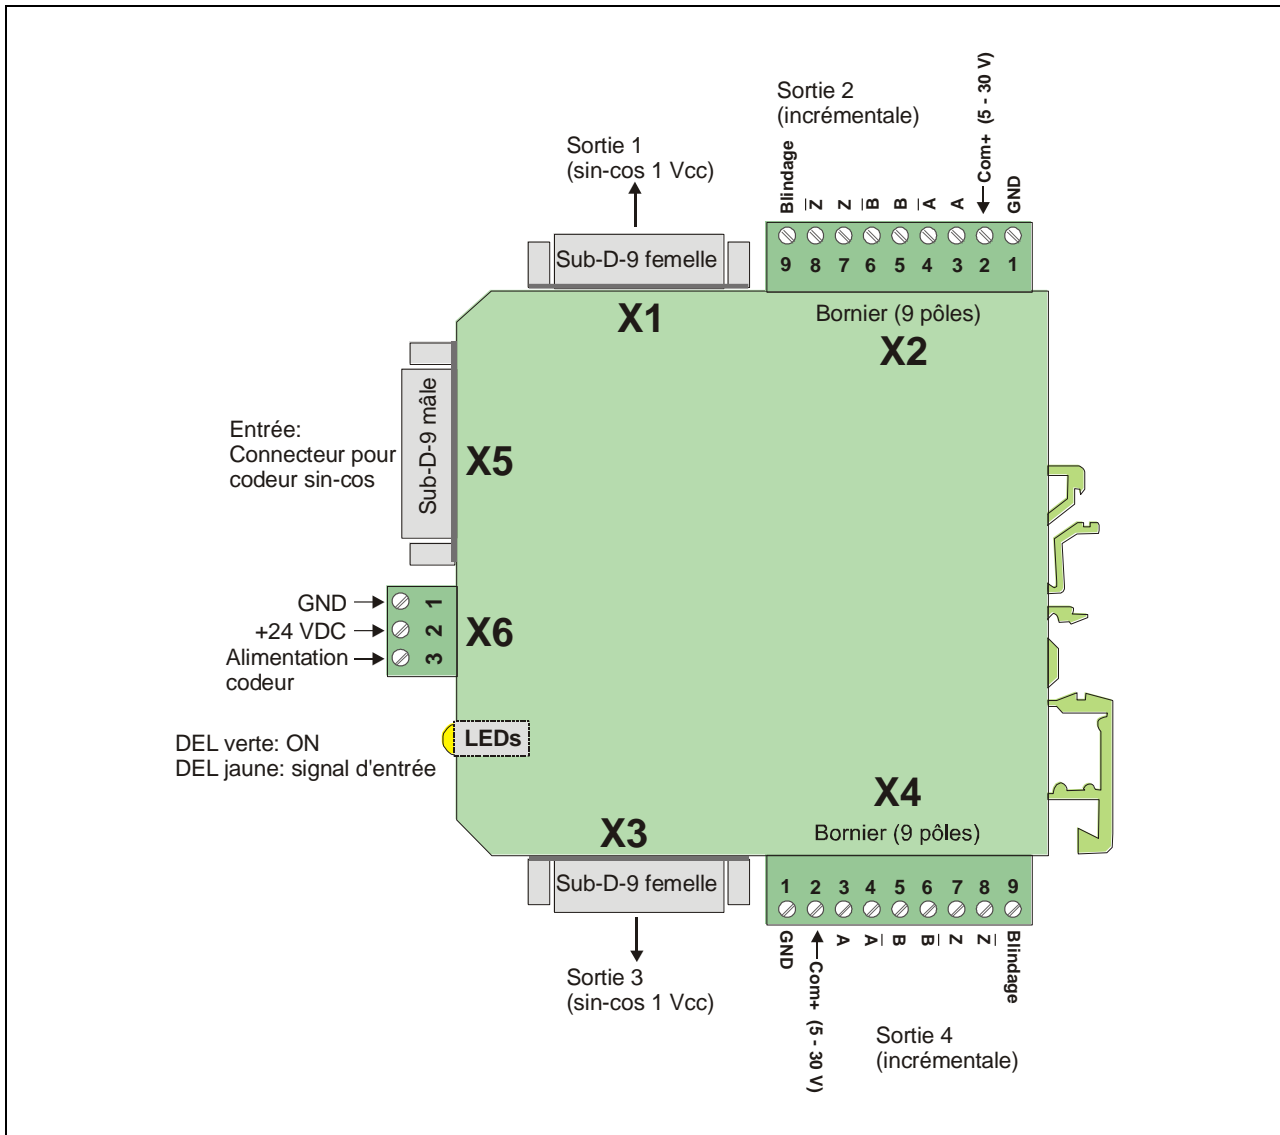 Sortie 2
(incrémentale)
Sortie 1
(sin-cos 1 Vcc)
Blindage
Z̅
Z
B̅
B
A̅
A
Com+ (5 - 30 V)
GND
Sub-D-9 femelle
9 8 7 6 5 4 3 2 1
X1
Bornier (9 pôles)
X2
Entrée:
Connecteur pour
codeur sin-cos
Sub-D-9 mâle
X5
GND
+24 VDC
Alimentation
codeur
1
2
3
X6
DEL verte: ON
DEL jaune: signal d'entrée
LEDs
X4
Bornier (9 pôles)
X3
Sub-D-9 femelle
1 2 3 4 5 6 7 8 9
GND
Com+ (5 - 30 V)
A
A̅
B
B̅
Z
Z̅
Blindage
Sortie 3
(sin-cos 1 Vcc)
Sortie 4
(incrémentale)